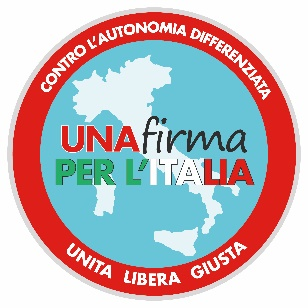 CONTRO L'AUTONOMIA DIFFERENZIATA
UNA firma
PER L'ITALIA
UNITA LIBERA GIUSTA